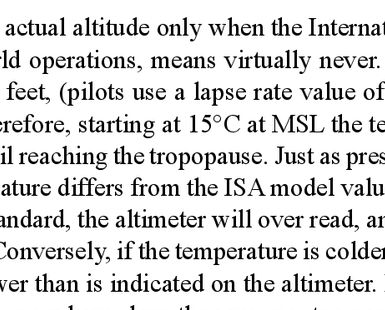 actual altitude only when the Internat
rld operations, means virtually never.
feet, (pilots use a lapse rate value of
erefore, starting at 15°C at MSL the te
il reaching the tropopause. Just as pres
ature differs from the ISA model valu
andard, the altimeter will over read, an
Conversely, if the temperature is colder
wer than is indicated on the altimeter.